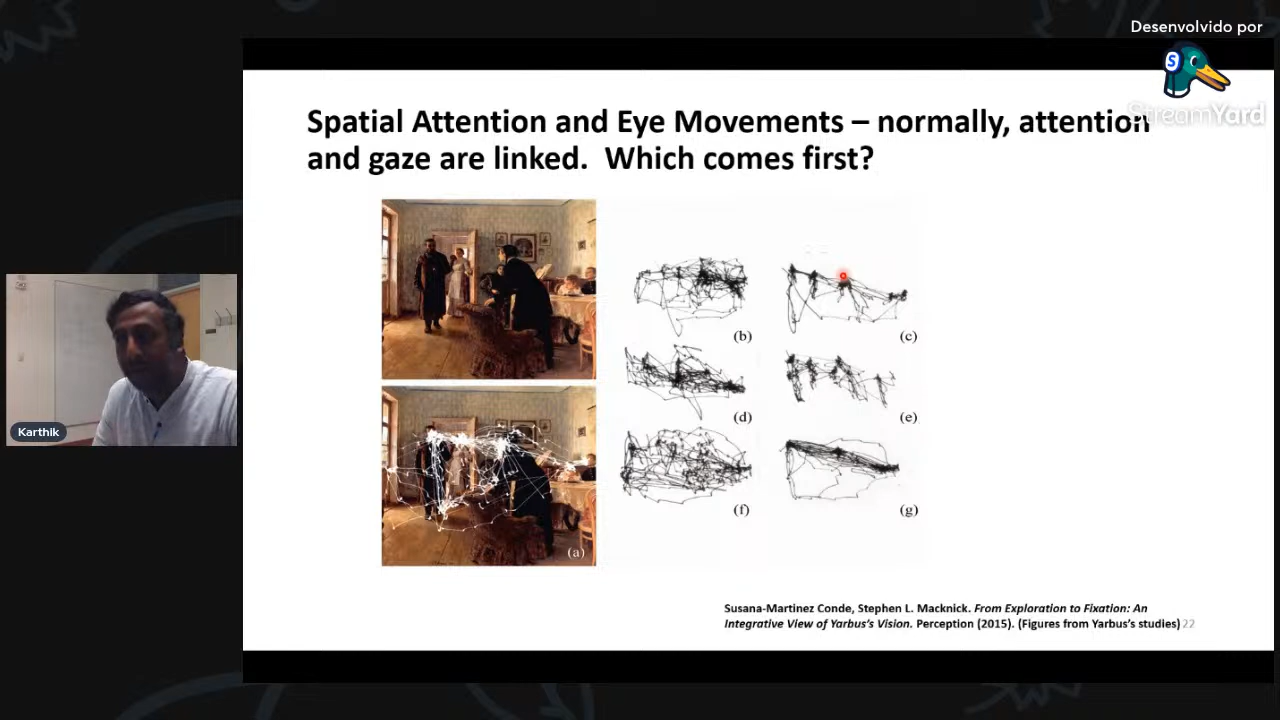 Desenvolvido por
S
StreamYard
Spatial Attention and Eye Movements – normally, attention
and gaze are linked. Which comes first?
(b)
(c)
(d)
(e)
(f)
(g)
(a)
Karthik
Susana-Martinez Conde, Stephen L. Macknick. From Exploration to Fixation: An
Integrative View of Yarbus's Vision. Perception (2015). (Figures from Yarbus's studies) 22